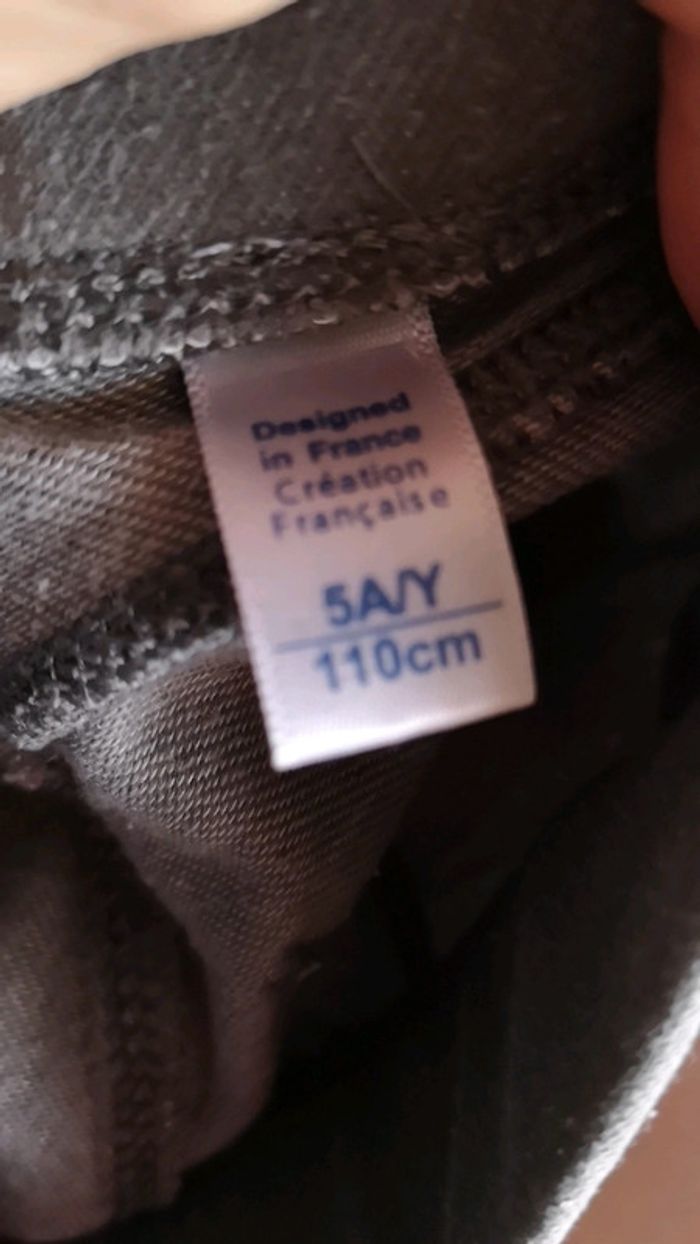 Designed
in France
Création
Française
5A/Y
110cm